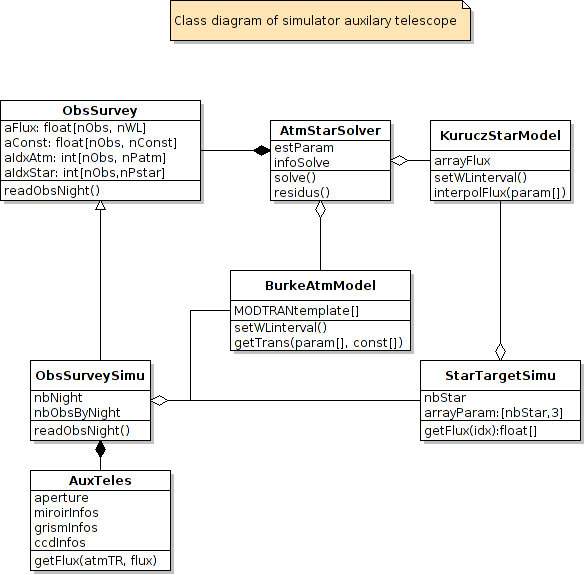 Class diagram of simulator auxilary telescope
ObsSurvey
aFlux: float[nObs, nWL]
aConst: float[nObs, nConst]
aIdxAtm: int[nObs, nPatm]
aIdxStar: int[nObs,nPstar]
readObsNight()
AtmStarSolver
estParam
infoSolve
solve()
residus()
KuruczStarModel
arrayFlux
setWLinterval()
interpolFlux(param[])
BurkeAtmModel
MODTRANtemplate[]
setWLinterval()
getTrans(param[], const[])
ObsSurveySimu
nbNight
nbObsByNight
readObsNight()
StarTargetSimu
nbStar
arrayParam:[nbStar,3]
getFlux(idx):float[]
AuxTeles
aperture
miroirInfos
grismInfos
ccdInfos
getFlux(atmTR, flux)